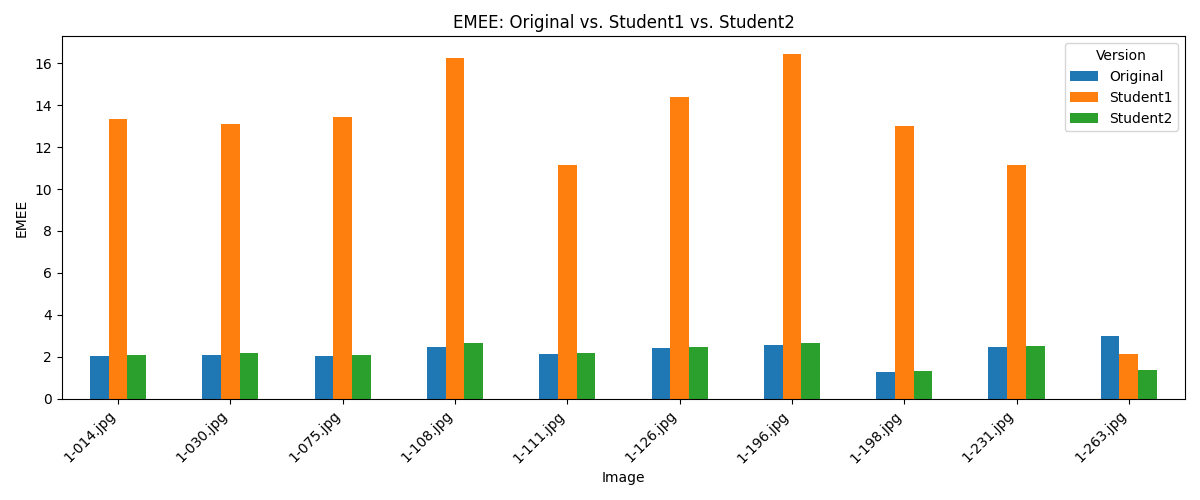 EMEE: Original vs. Student1 vs. Student2
Version
Original
Student1
Student2
EMEE
16
14
12
10
8
6
4
2
0
1-014.jpg
1-030.jpg
1-075.jpg
1-108.jpg
1-111.jpg
1-126.jpg
1-196.jpg
1-198.jpg
1-231.jpg
1-263.jpg
Image